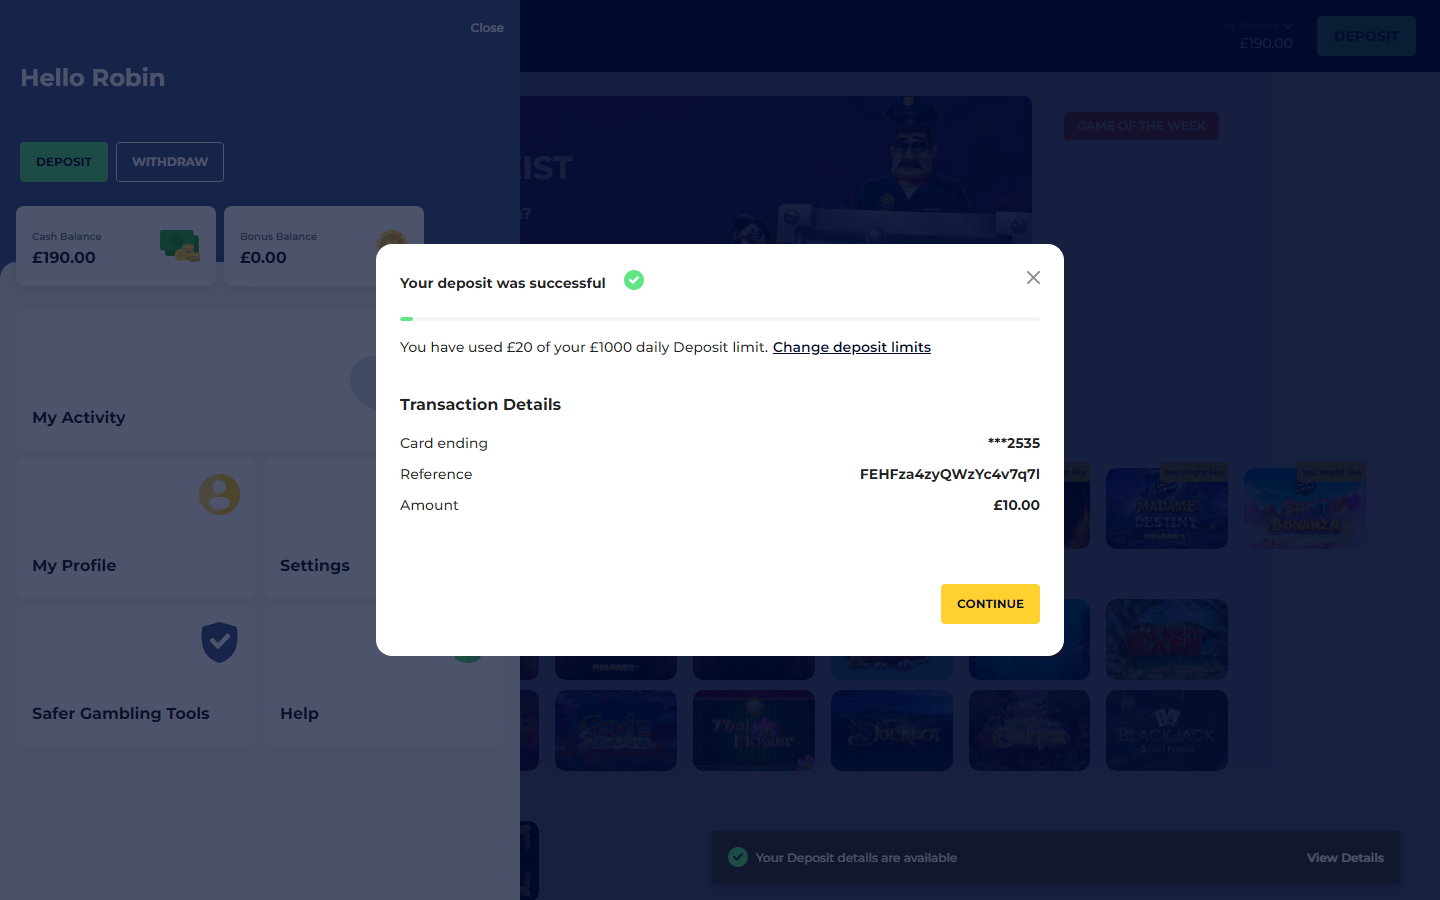 Close
My Balance
£190.00
DEPOSIT
Hello Robin
DEPOSIT
WITHDRAW
GAME OF THE WEEK
EIST
?
Cash Balance
£190.00
Bonus Balance
£0.00
Your deposit was successful
You have used £20 of your £1000 daily Deposit limit. Change deposit limits
Transaction Details
Card ending ***2535
Reference FEHFza4zyQWzYc4v7q7l
Amount £10.00
CONTINUE
My Activity
My Profile
Settings
Safer Gambling Tools
Help
like
You might like
You might like
MADAME
DESTINY
MEGAWAYS
SWEET
BONANZA
MEGAWAYS
Thai
Flower
Jackpot
BLACKJACK
Your Deposit details are available
View Details